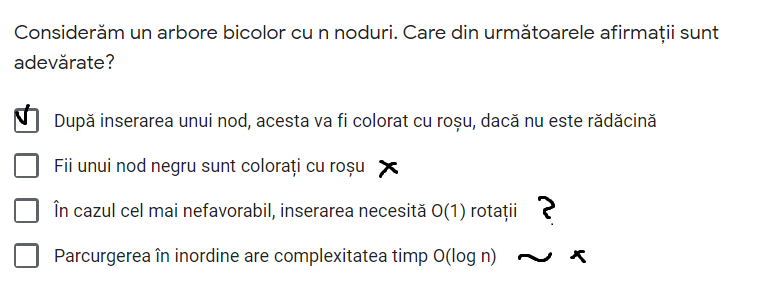 Considerăm un arbore bicolor cu n noduri. Care din următoarele afirmații sunt
adevărate?
După inserarea unui nod, acesta va fi colorat cu roșu, dacă nu este rădăcină
Fii unui nod negru sunt colorați cu roșu
În cazul cel mai nefavorabil, inserarea necesită O(1) rotații ?
Parcurgerea în inordine are complexitatea timp O(log n)